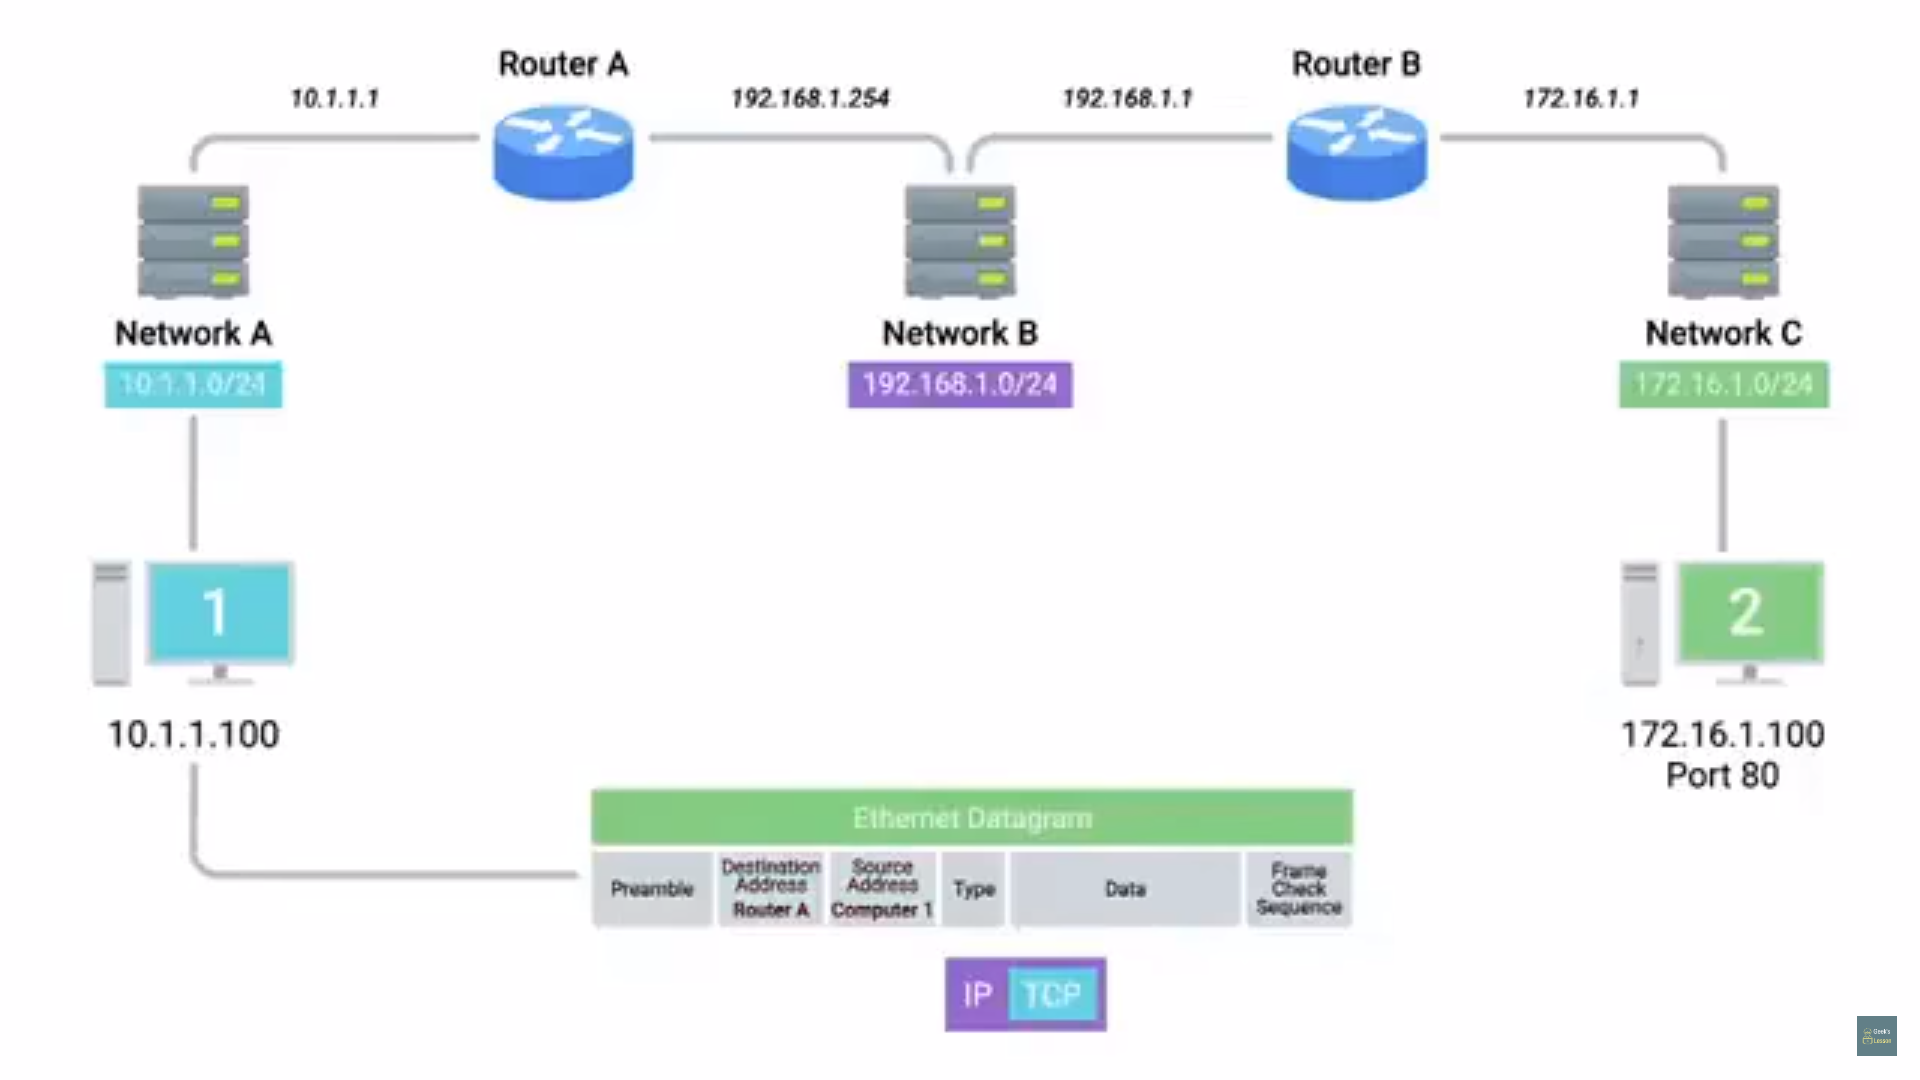 Router A
Router B
10.1.1.1
192.168.1.254
192.168.1.1
172.16.1.1
Network A
Network B
Network C
10.1.1.0/24
192.168.1.0/24
172.16.1.0/24
1
2
10.1.1.100
172.16.1.100
Port 80
Ethernet Datagram
Preamble
Destination
Address
Router A
Source
Address
Computer 1
Type
Data
Frame
Check
Sequence
IP
TCP
Geek's
Lesson